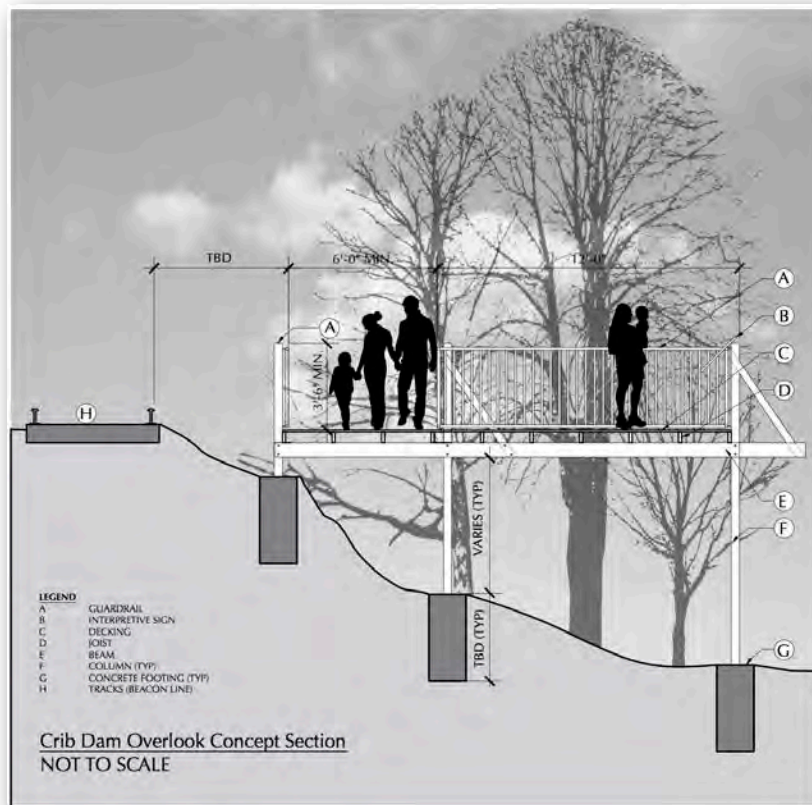 TBD
6'-0" MIN.
12'-0"
A
A
B
C
D
3'-6" MIN.
H
E
VARIES (TYP)
F
TBD (TYP)
G
LEGEND
A GUARDRAIL
B INTERPRETIVE SIGN
C DECKING
D JOIST
E BEAM
F COLUMN (TYP)
G CONCRETE FOOTING (TYP)
H TRACKS (BEACON LINE)
Crib Dam Overlook Concept Section
NOT TO SCALE